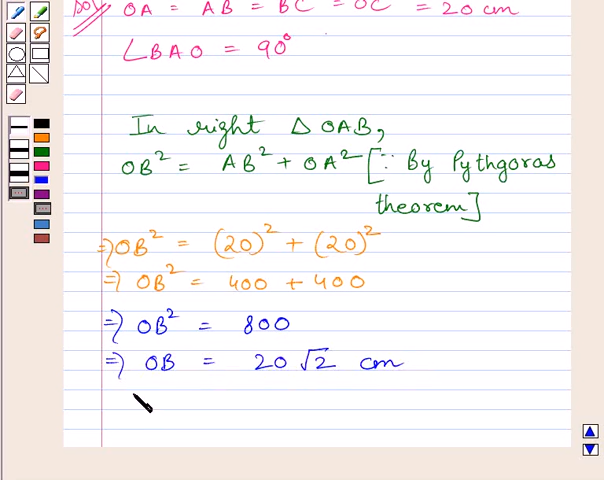 Sol. OA = AB = BC = OC = 20 cm
∠BAO = 90°
In right △ OAB,
OB² = AB² + OA² [∵ By Pythgoras
theorem]
⇒ OB² = (20)² + (20)²
⇒ OB² = 400 + 400
⇒ OB² = 800
⇒ OB = 20 √2 cm